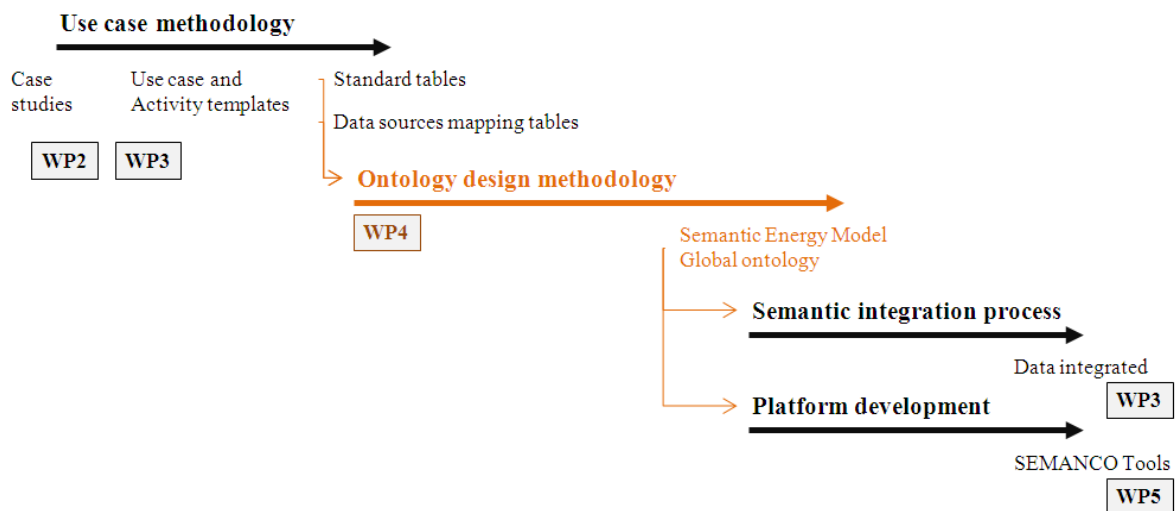 Use case methodology
Case
studies
Use case and
Activity templates
Standard tables
Data sources mapping tables
WP2
WP3
Ontology design methodology
WP4
Semantic Energy Model
Global ontology
Semantic integration process
Data integrated
WP3
Platform development
SEMANCO Tools
WP5